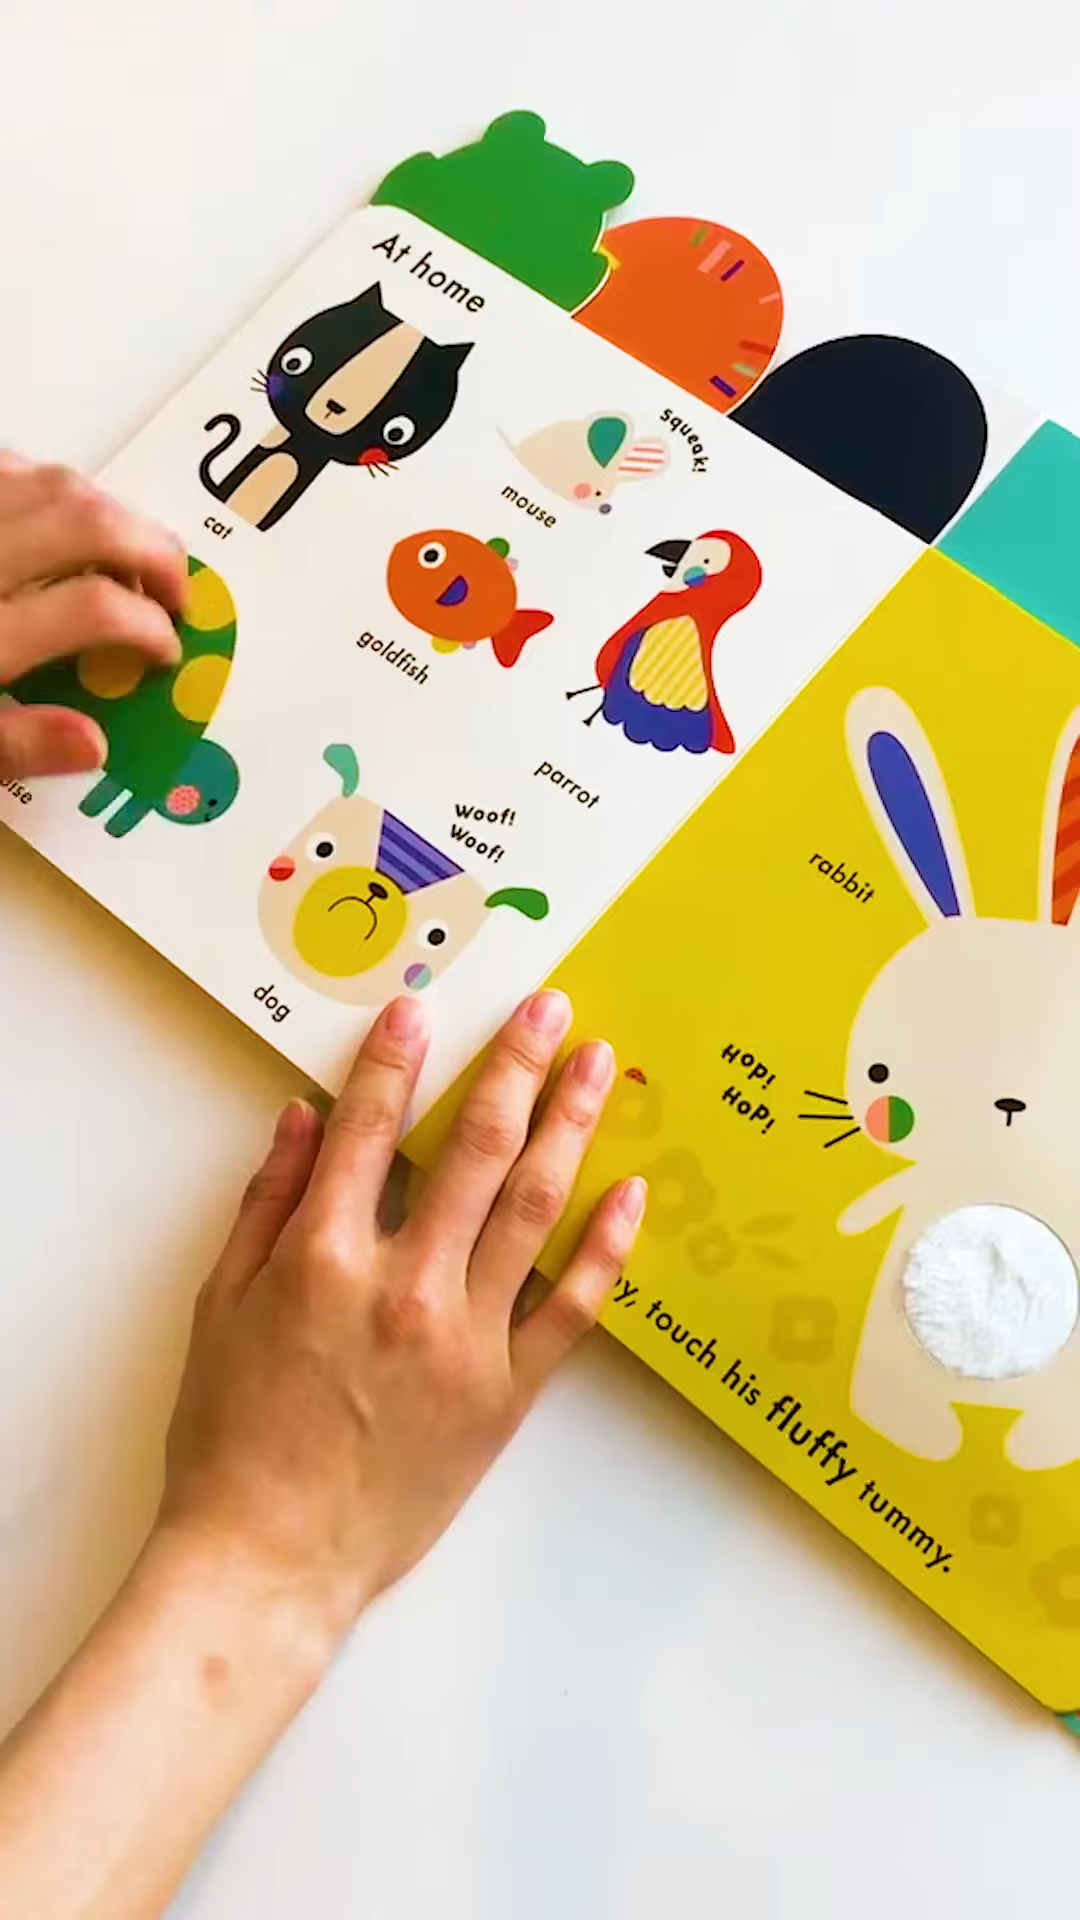 At home
squeak!
cat
mouse
goldfish
parrot
woof!
Woof!
dog
rabbit
HOP!
HOP!
touch his fluffy tummy.